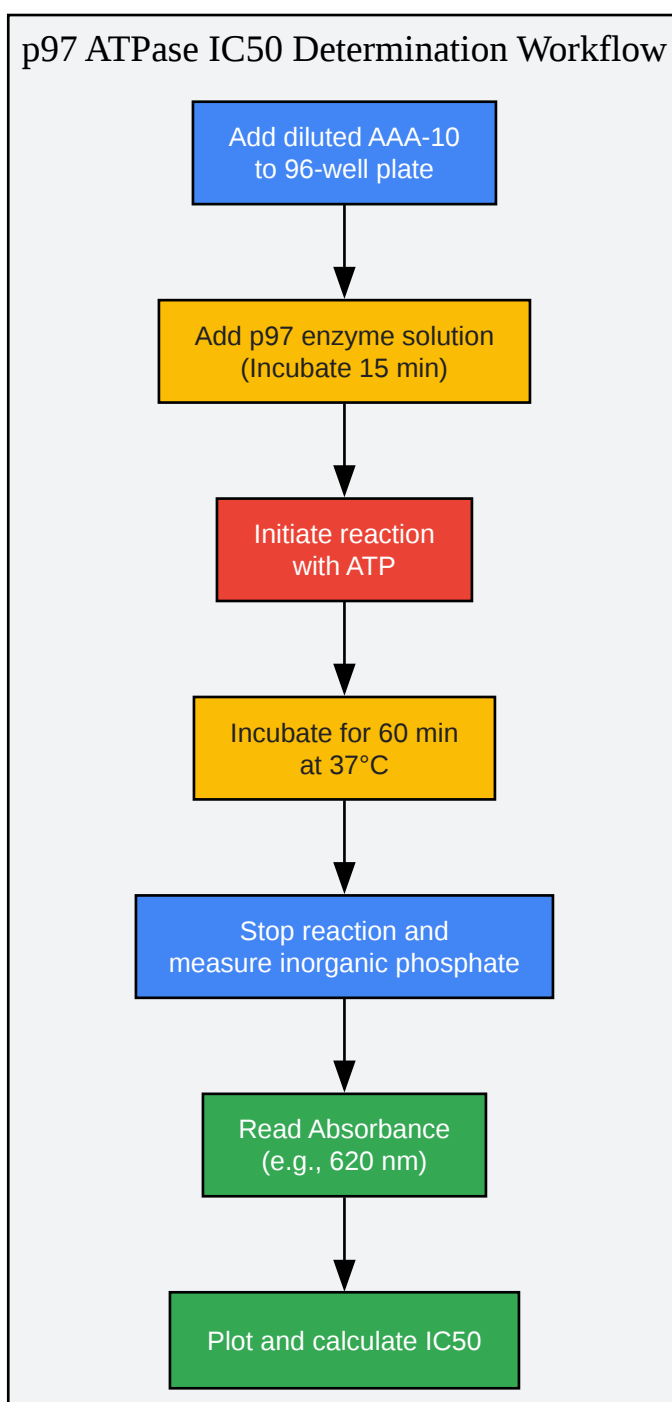 p97 ATPase IC50 Determination Workflow
Add diluted AAA-10
to 96-well plate
Add p97 enzyme solution
(Incubate 15 min)
Initiate reaction
with ATP
Incubate for 60 min
at 37°C
Stop reaction and
measure inorganic phosphate
Read Absorbance
(e.g., 620 nm)
Plot and calculate IC50